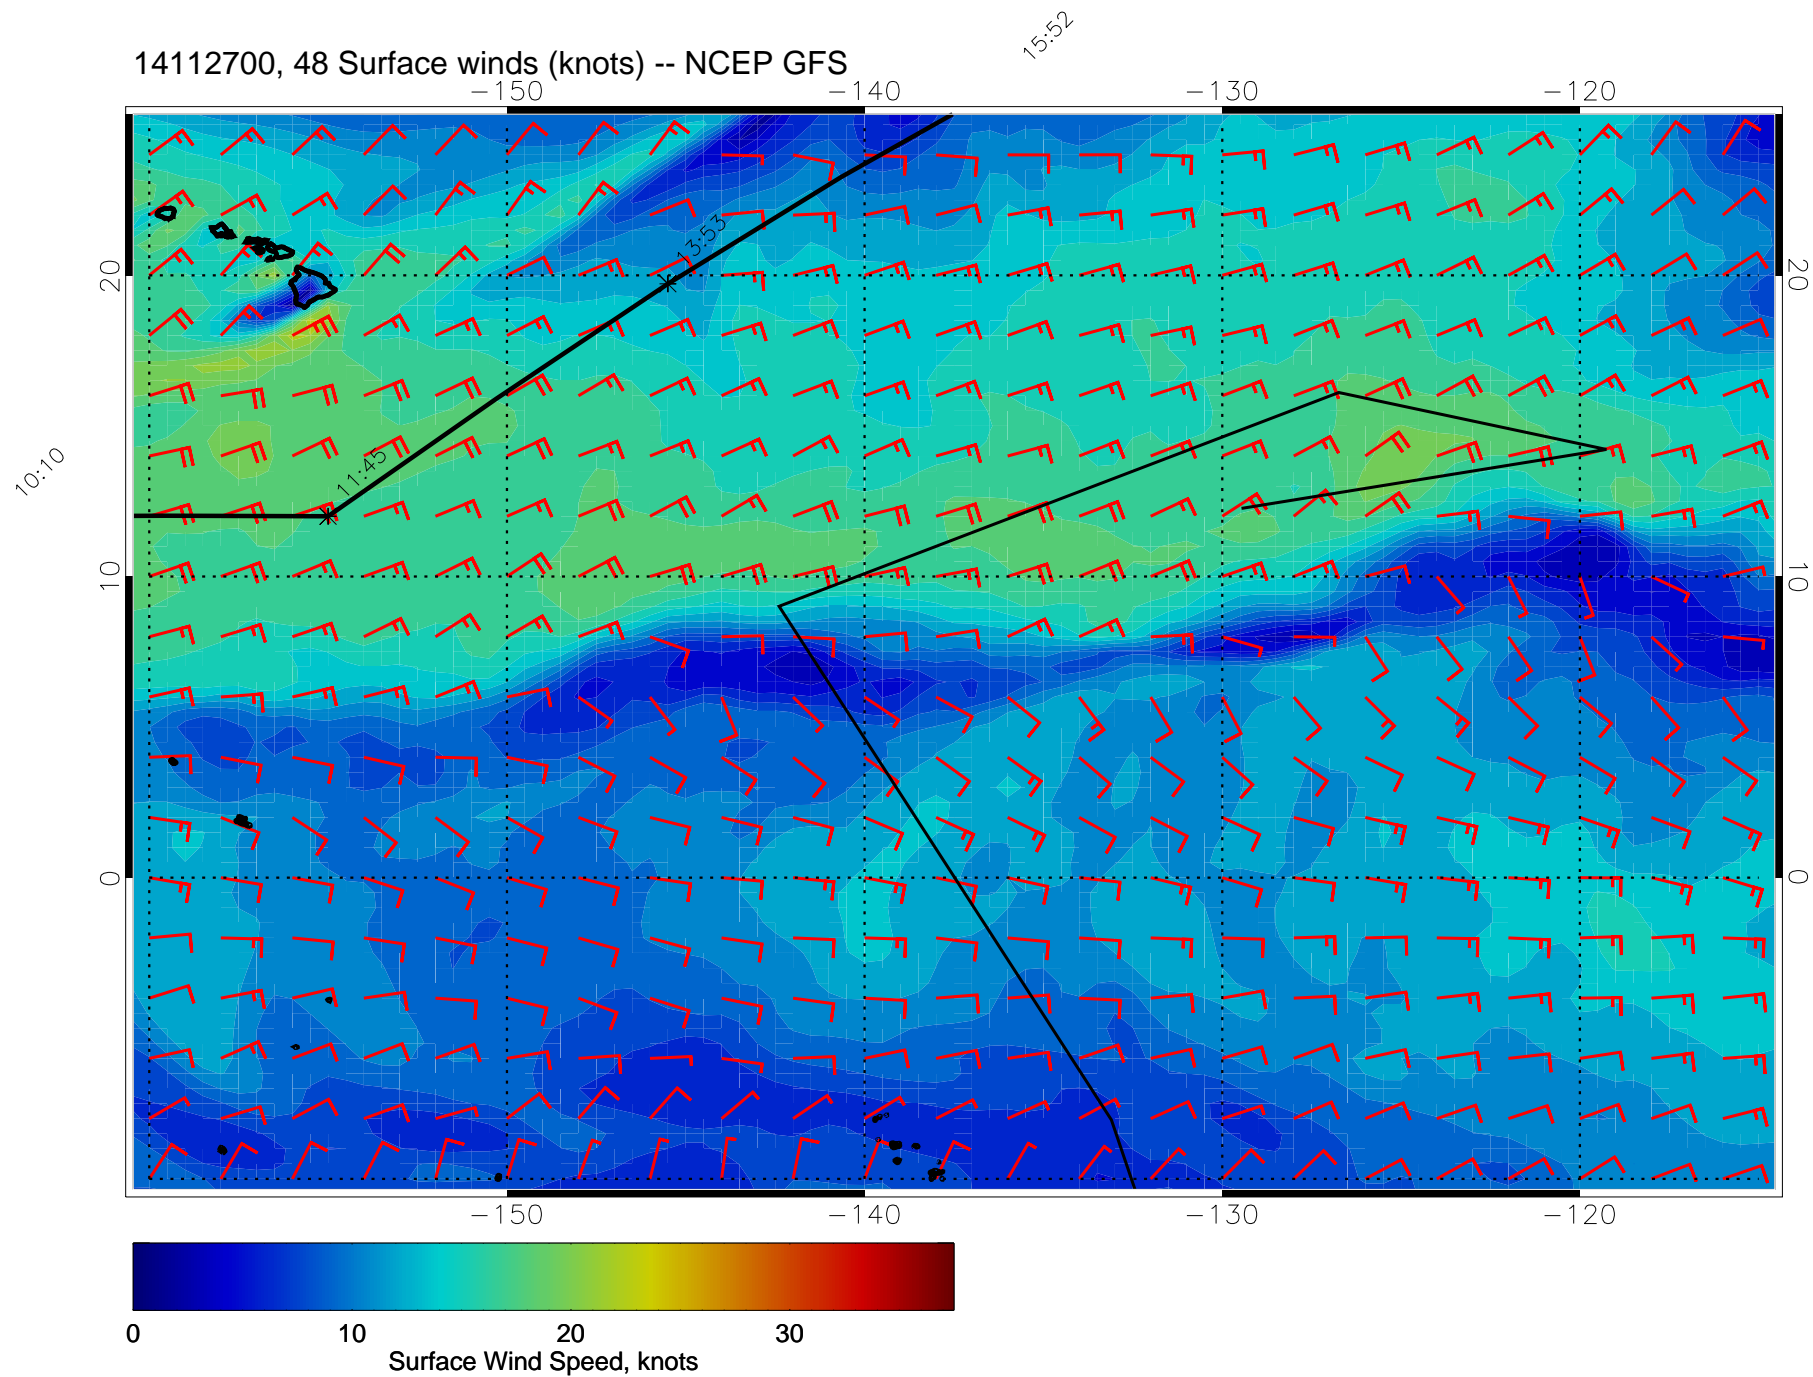 15:52
14112700, 48 Surface winds (knots) -- NCEP GFS
-150 -140 -130 -120
13:53
20 20
11:45
10:10
10 10
0 0
-150 -140 -130 -120
0 10 20 30
Surface Wind Speed, knots